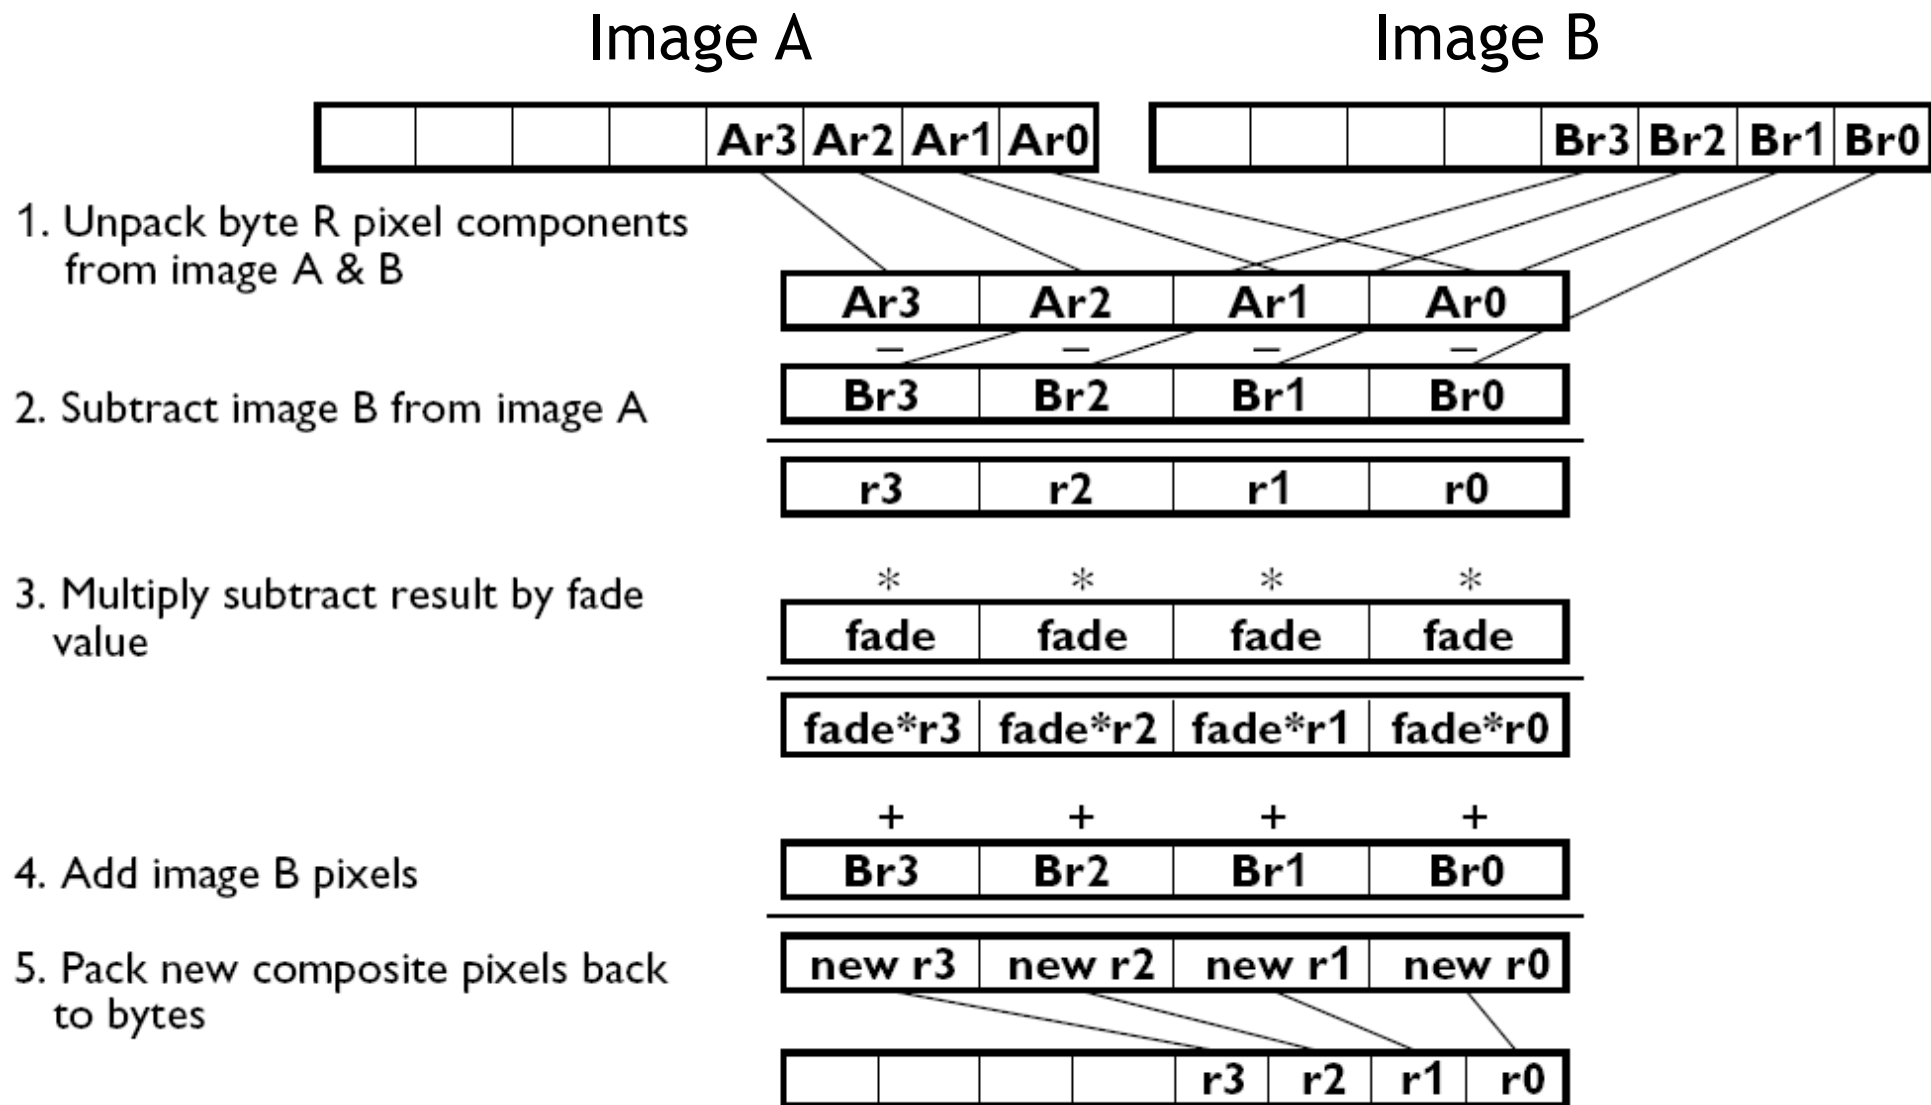 Image A Image B
Ar3 Ar2 Ar1 Ar0 Br3 Br2 Br1 Br0
1. Unpack byte R pixel components
from image A & B
Ar3 Ar2 Ar1 Ar0
– – – –
Br3 Br2 Br1 Br0
2. Subtract image B from image A
r3 r2 r1 r0
* * * *
3. Multiply subtract result by fade
value
fade fade fade fade
fade*r3 fade*r2 fade*r1 fade*r0
+ + + +
4. Add image B pixels
Br3 Br2 Br1 Br0
5. Pack new composite pixels back
to bytes
new r3 new r2 new r1 new r0
r3 r2 r1 r0